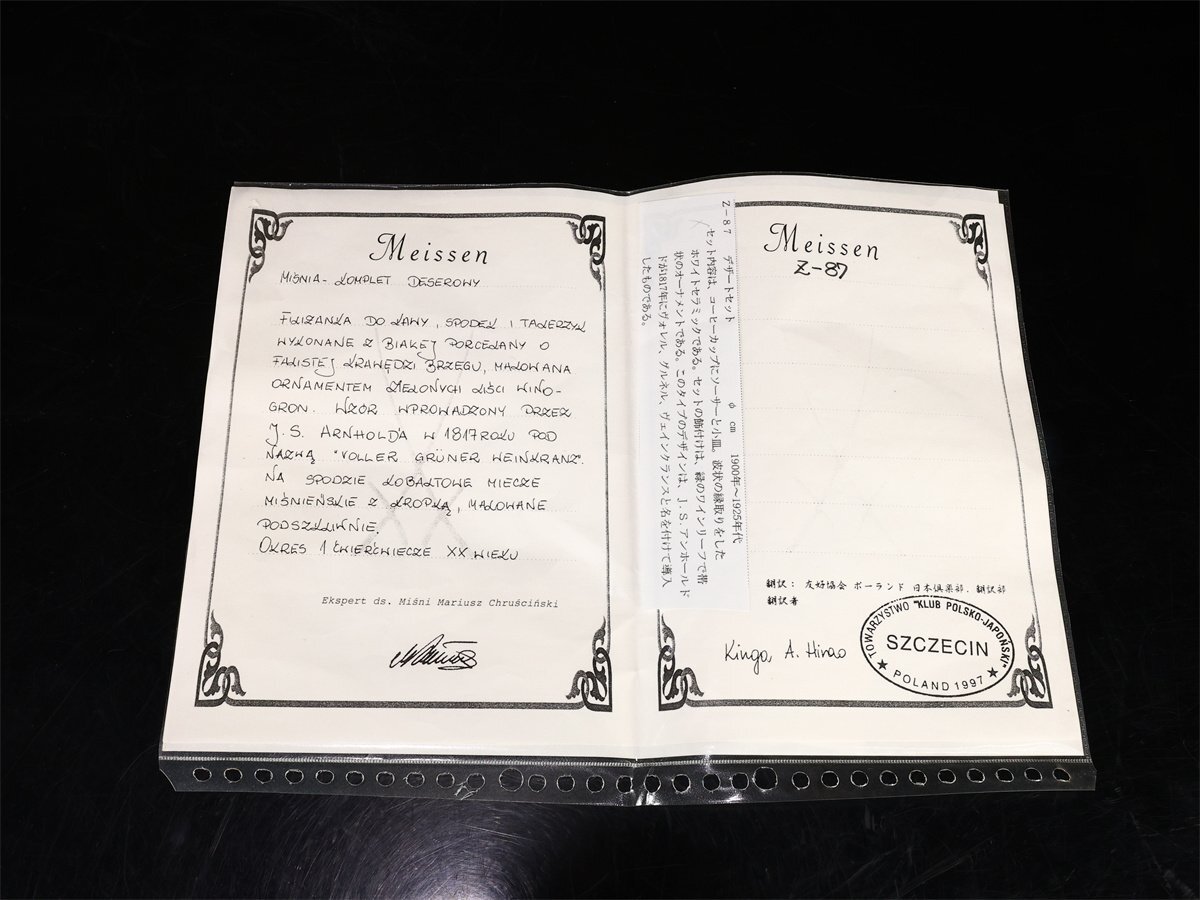 Meissen
MIŚNIA - KOMPLET DESEROWY
FILIŻANKA DO KAWY, SPODEK I TALERZYK
WYKONANE Z BIAŁEJ PORCELANY O
FALISTEJ KRAWĘDZI BRZEGU, MALOWANA
ORNAMENTEM ZIELONYCH LIŚCI WINO-
GRON. WZÓR WPROWADZONY PRZEZ
J.S. ARNHOLD'A W 1817 ROKU POD
NAZWĄ "VOLLER GRÜNER WEINKRANZ".
NA SPODZIE KOBALTOWE MIECZE
MIŚNIEŃSKIE Z KROPKĄ, MALOWANE
PODSZKLIWNIE.
OKRES 1 ĆWIERĆWIECZE XX WIEKU
Ekspert ds. Miśni Mariusz Chruściński
Z-87 デザートセット φ cm 1900年~1925年代
セット内容は、コーヒーカップにソーサーと小皿。波状の縁取りをした
ホワイトセラミックである。セットの飾付けは、緑のワインリーフで帯
状のオーナメントである。このタイプのデザインは、J.S.アンホールド
ドが1817年にヴォレル、グルネル、ヴェインクランスと名を付けて導入
したものである。
Meissen
Z-87
翻訳: 友好協会 ポーランド 日本倶楽部、翻訳部
翻訳者
Kinga A. Hirao
TOWARZYSTWO "KLUB POLSKO-JAPOŃSKI"
SZCZECIN
POLAND 1997